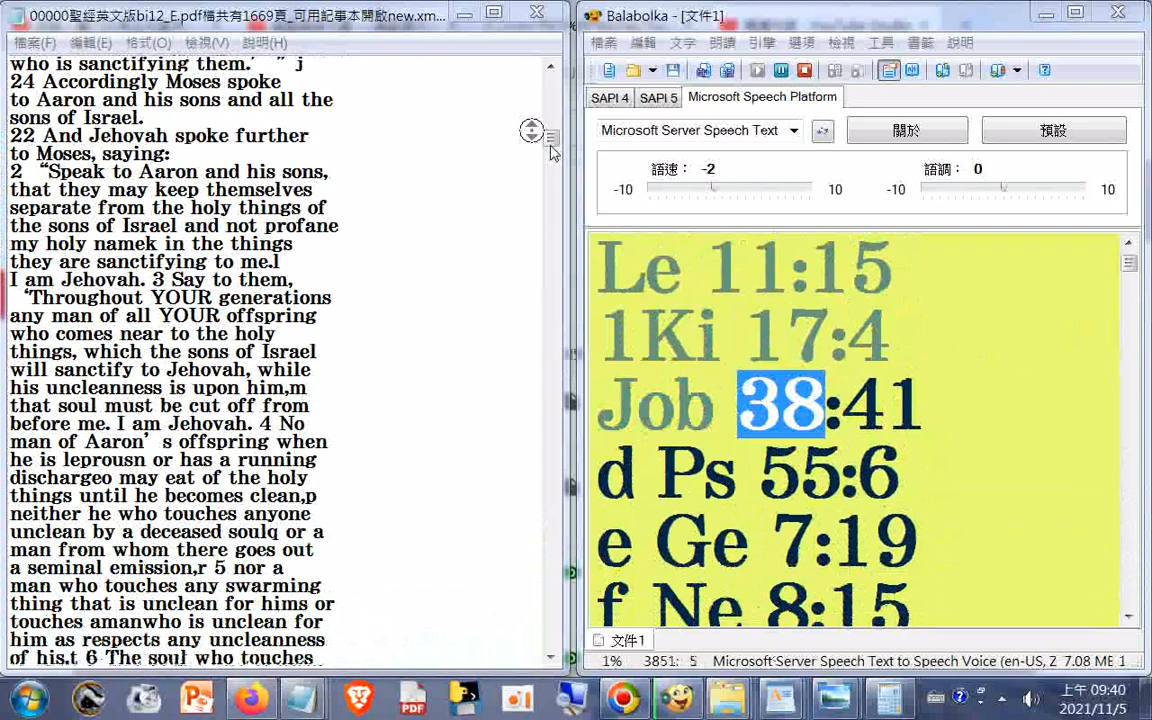 00000聖經英文版bi12_E.pdf檔共有1669頁_可用記事本開啟new.xm...
檔案(F) 編輯(E) 格式(O) 檢視(V) 說明(H)
who is sanctifying them.’ ” j
24 Accordingly Moses spoke
to Aaron and his sons and all the
sons of Israel.
22 And Jehovah spoke further
to Moses, saying:
2 “Speak to Aaron and his sons,
that they may keep themselves
separate from the holy things of
the sons of Israel and not profane
my holy namek in the things
they are sanctifying to me.l
I am Jehovah. 3 Say to them,
‘Throughout YOUR generations
any man of all YOUR offspring
who comes near to the holy
things, which the sons of Israel
will sanctify to Jehovah, while
his uncleanness is upon him,m
that soul must be cut off from
before me. I am Jehovah. 4 No
man of Aaron’s offspring when
he is leprousn or has a running
dischargeo may eat of the holy
things until he becomes clean,p
neither he who touches anyone
unclean by a deceased soulq or a
man from whom there goes out
a seminal emission,r 5 nor a
man who touches any swarming
thing that is unclean for hims or
touches amanwho is unclean for
him as respects any uncleanness
of his.t 6 The soul who touches
Balabolka - [文件1]
檔案 編輯 文字 朗讀 引擎 選項 檢視 工具 書籤 說明
SAPI 4 SAPI 5 Microsoft Speech Platform
Microsoft Server Speech Text 關於 預設
語速: -2 語調: 0
-10 10 -10 10
Le 11:15
1Ki 17:4
Job 38:41
d Ps 55:6
e Ge 7:19
f Ne 8:15
文件1
1% 3851: 5 Microsoft Server Speech Text to Speech Voice (en-US, Z 7.08 MB 1
PDF
上午 09:40
2021/11/5